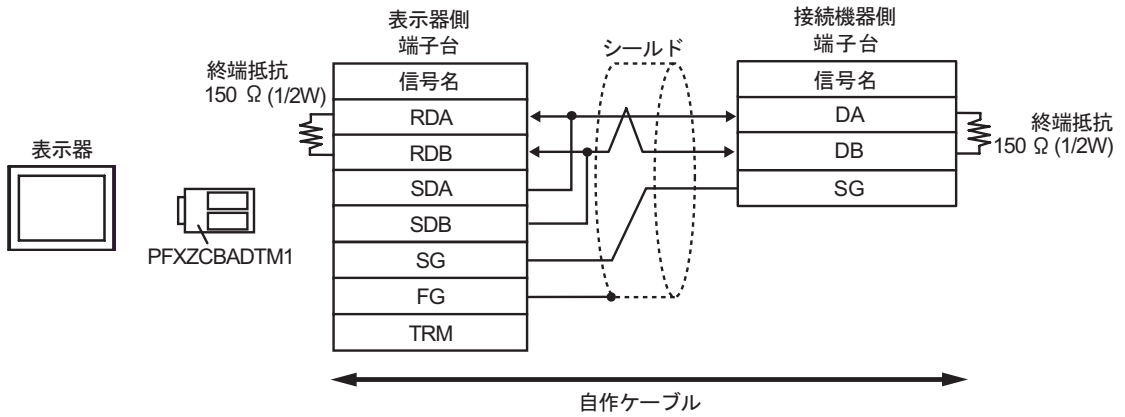 表示器側
端子台
接続機器側
端子台
シールド
終端抵抗
150 Ω (1/2W)
信号名
RDA
RDB
SDA
SDB
SG
FG
TRM
信号名
DA
DB
SG
終端抵抗
150 Ω (1/2W)
表示器
PFXZCBADTM1
自作ケーブル